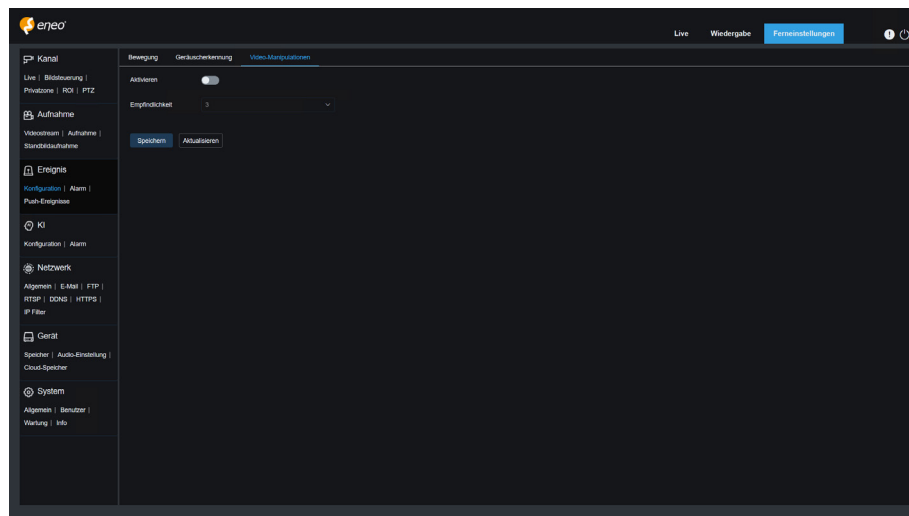 eneo
Live Wiedergabe Ferneinstellungen
Kanal
Live | Bildsteuerung |
Privatzone | ROI | PTZ
Aufnahme
Videostream | Aufnahme |
Standbildaufnahme
Ereignis
Konfiguration | Alarm |
Push-Ereignisse
KI
Konfiguration | Alarm
Netzwerk
Allgemein | E-Mail | FTP |
RTSP | DDNS | HTTPS |
IP Filter
Gerät
Speicher | Audio-Einstellung |
Cloud-Speicher
System
Allgemein | Benutzer |
Wartung | Info
Bewegung Geräuscherkennung Video-Manipulationen
Aktivieren
Empfindlichkeit 3
Speichern Aktualisieren